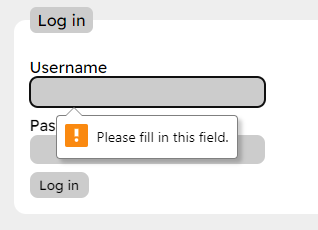 Log in
Username
Pas
Please fill in this field.
Log in